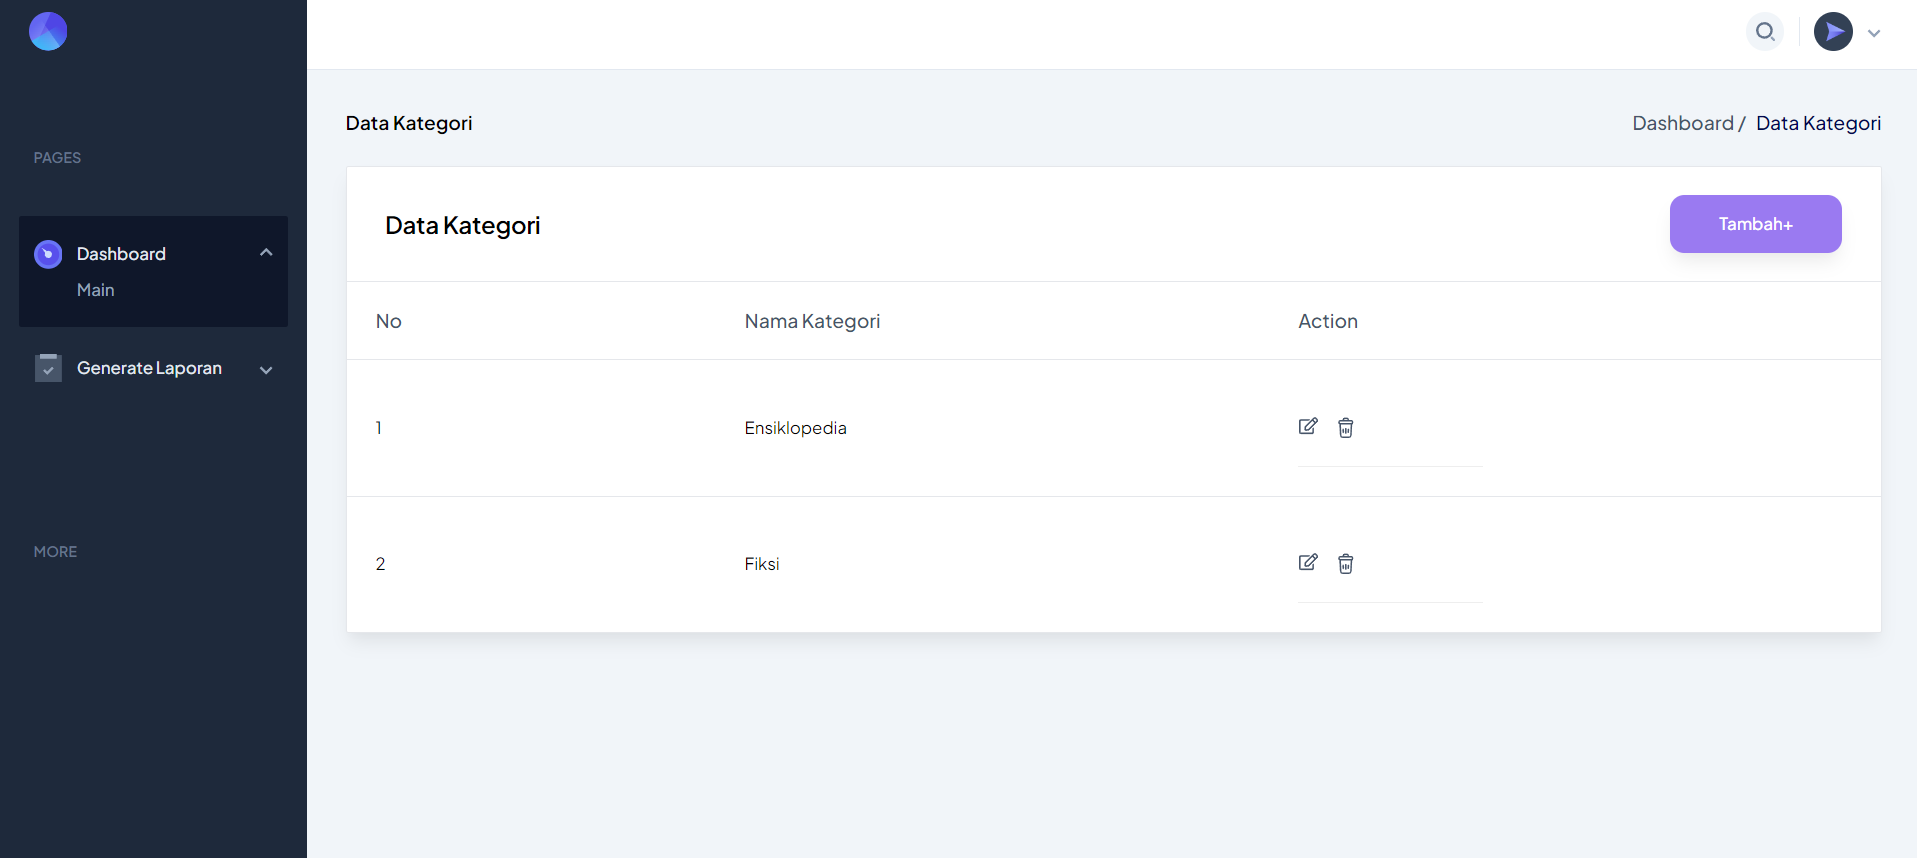 PAGES
Dashboard
Main
Generate Laporan
MORE
Data Kategori
Dashboard / Data Kategori
Data Kategori
Tambah+
No Nama Kategori Action
1 Ensiklopedia
2 Fiksi